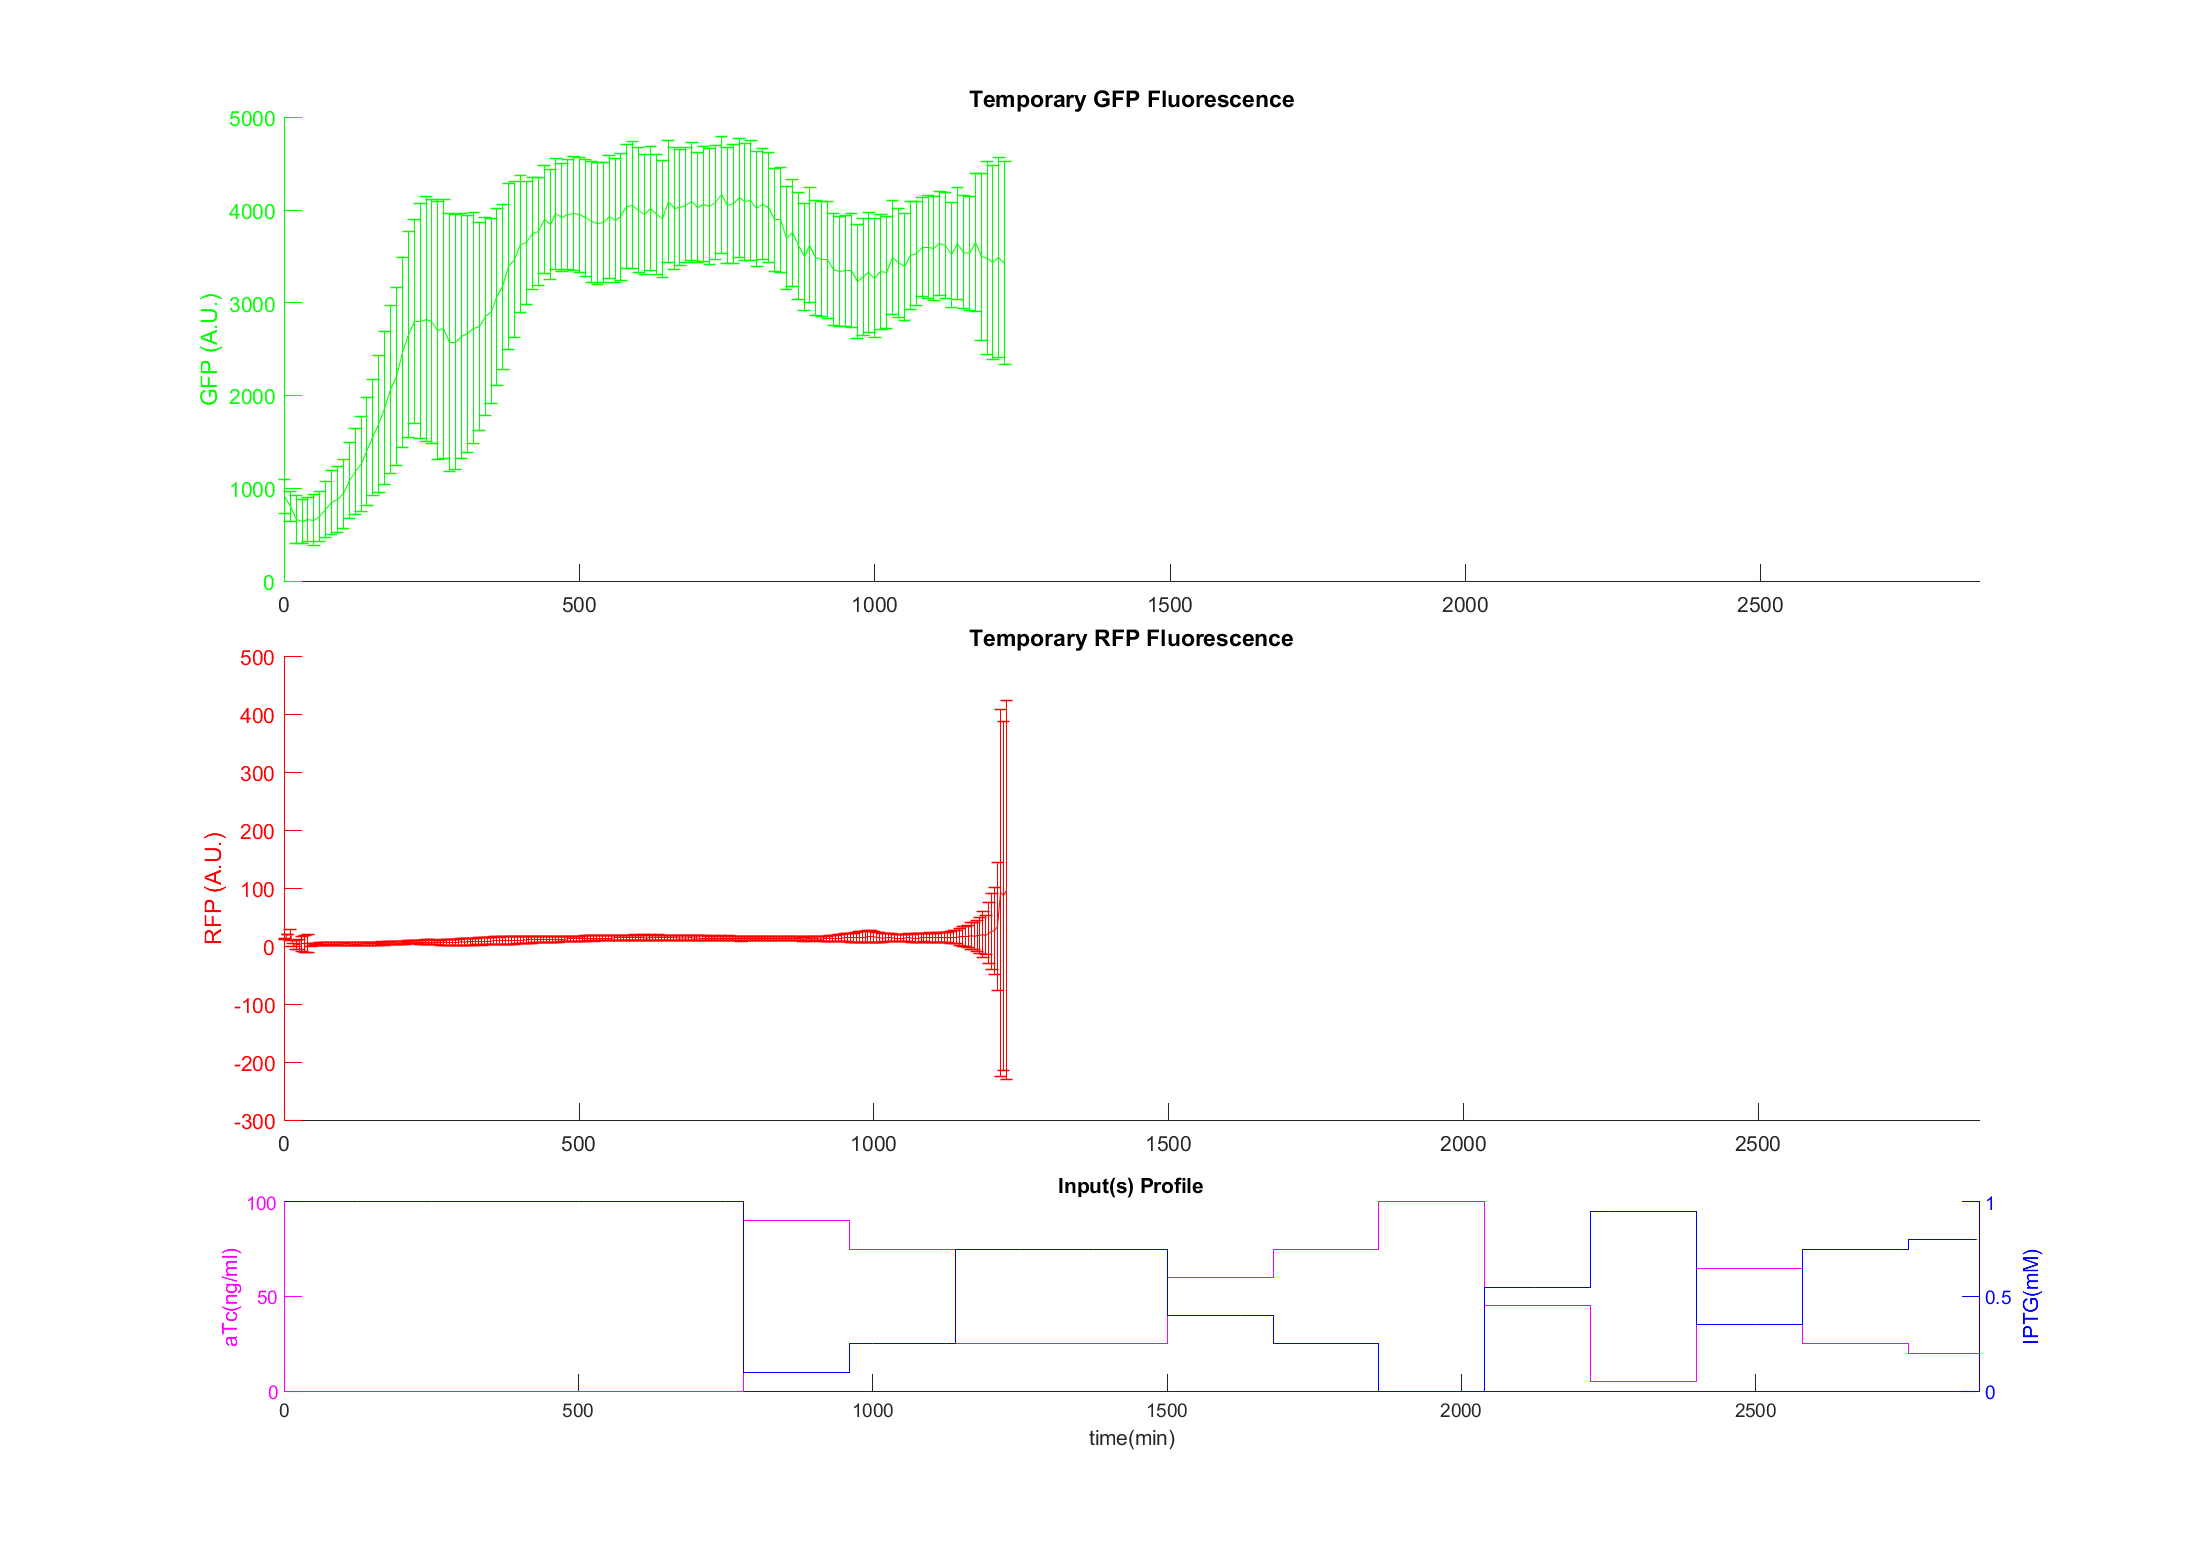 Temporary GFP Fluorescence
5000
4000
3000
2000
1000
0
GFP (A.U.)
0 500 1000 1500 2000 2500
Temporary RFP Fluorescence
500
400
300
200
100
0
-100
-200
-300
RFP (A.U.)
0 500 1000 1500 2000 2500
Input(s) Profile
100
50
0
aTc(ng/ml)
1
0.5
0
IPTG(mM)
0 500 1000 1500 2000 2500
time(min)